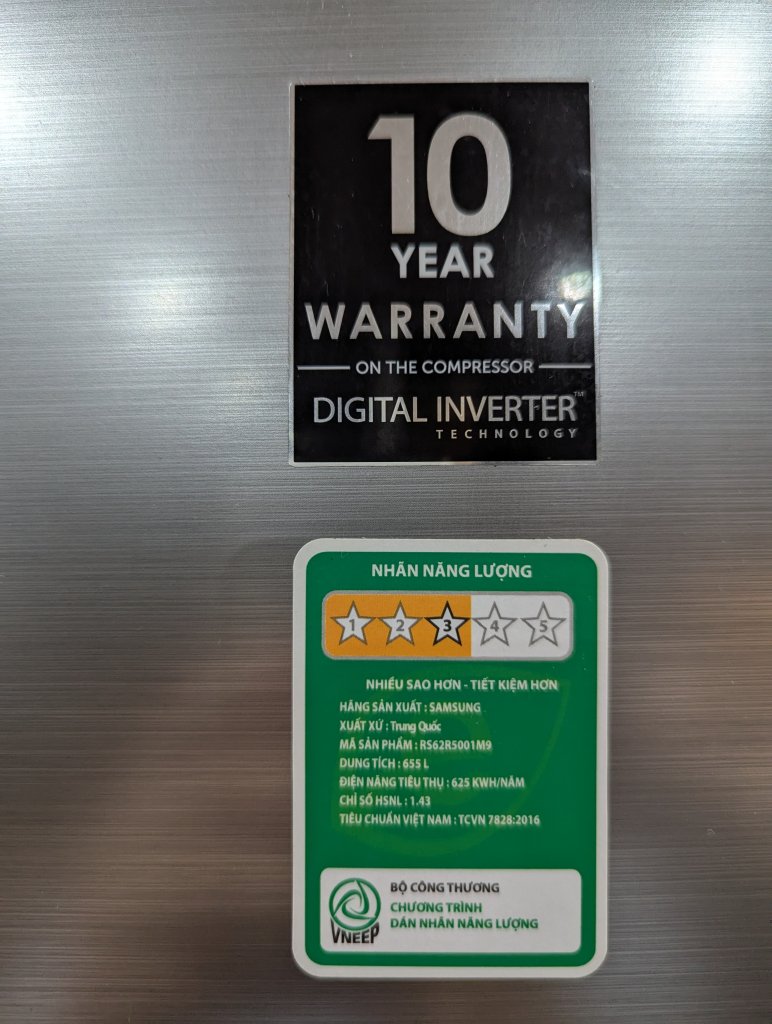 10
YEAR
WARRANTY
ON THE COMPRESSOR
DIGITAL INVERTER™
TECHNOLOGY
NHÃN NĂNG LƯỢNG
1 2 3 4 5
NHIỀU SAO HƠN - TIẾT KIỆM HƠN
HÃNG SẢN XUẤT : SAMSUNG
XUẤT XỨ : Trung Quốc
MÃ SẢN PHẨM : RS62R5001M9
DUNG TÍCH : 655 L
ĐIỆN NĂNG TIÊU THỤ : 625 KWH/NĂM
CHỈ SỐ HSNL : 1.43
TIÊU CHUẨN VIỆT NAM : TCVN 7828:2016
BỘ CÔNG THƯƠNG
CHƯƠNG TRÌNH
DÁN NHÃN NĂNG LƯỢNG
VNEEP